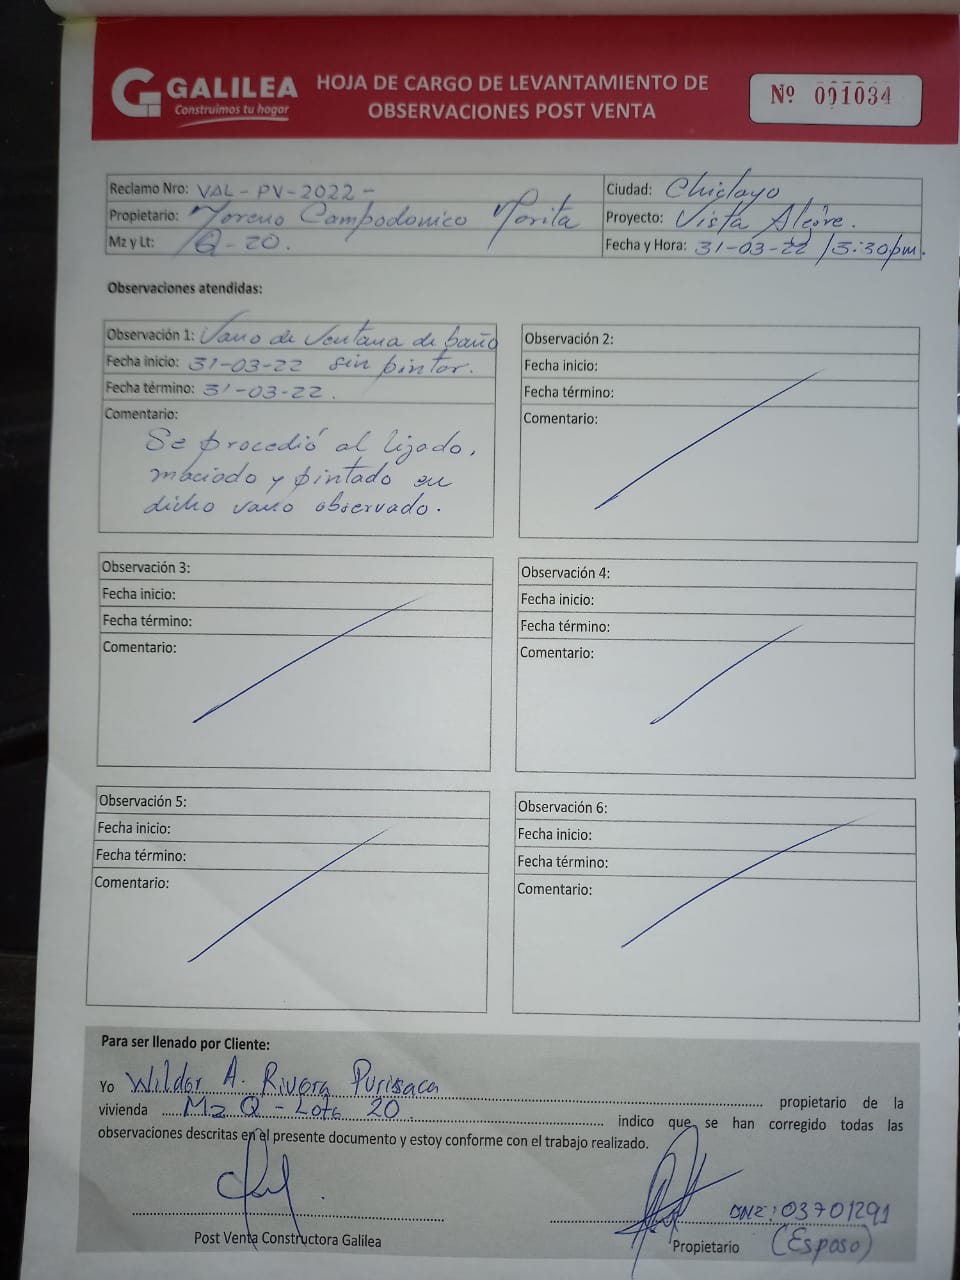 GALILEA
Construimos tu hogar
HOJA DE CARGO DE LEVANTAMIENTO DE
OBSERVACIONES POST VENTA
Nº 001034
Reclamo Nro: VAL-PV-2022-
Ciudad: Chiclayo
Propietario: Moreno Campodonico Norita
Proyecto: Vista Alegre.
Mz y Lt: Q-20.
Fecha y Hora: 31-03-22 /3:30pm.
Observaciones atendidas:
Observación 1: Vano de Ventana de baño
Fecha inicio: 31-03-22 sin pintar.
Fecha término: 31-03-22.
Comentario:
Se procedió al lijado,
maciado y pintado en
dicho vano observado.
Observación 2:
Fecha inicio:
Fecha término:
Comentario:
Observación 3:
Fecha inicio:
Fecha término:
Comentario:
Observación 4:
Fecha inicio:
Fecha término:
Comentario:
Observación 5:
Fecha inicio:
Fecha término:
Comentario:
Observación 6:
Fecha inicio:
Fecha término:
Comentario:
Para ser llenado por Cliente:
Yo Wilder A. Rivera Purisaca propietario de la
vivienda Mz Q - Lote 20 indico que se han corregido todas las
observaciones descritas en el presente documento y estoy conforme con el trabajo realizado.
DNI: 03701291
Post Venta Constructora Galilea
Propietario (Esposo)